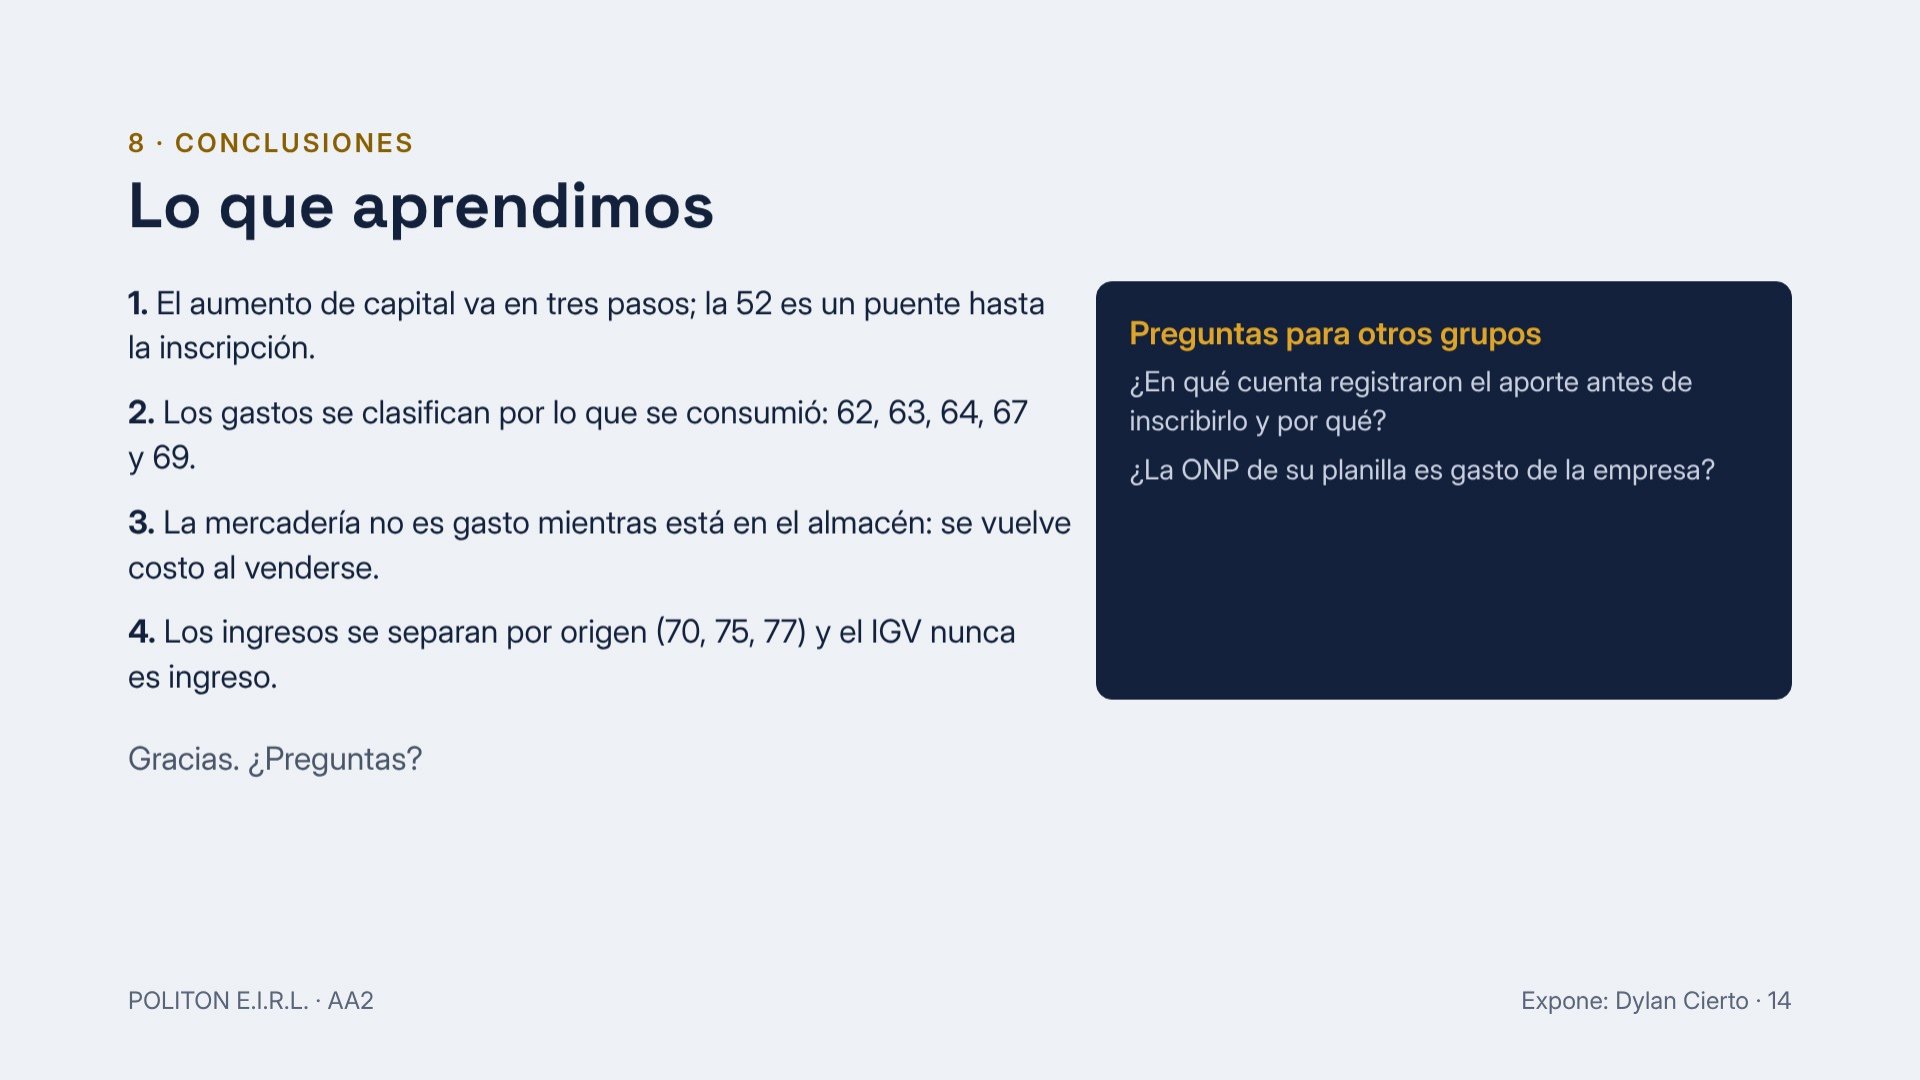 8 · CONCLUSIONES
Lo que aprendimos
1. El aumento de capital va en tres pasos; la 52 es un puente hasta
la inscripción.
2. Los gastos se clasifican por lo que se consumió: 62, 63, 64, 67
y 69.
3. La mercadería no es gasto mientras está en el almacén: se vuelve
costo al venderse.
4. Los ingresos se separan por origen (70, 75, 77) y el IGV nunca
es ingreso.
Gracias. ¿Preguntas?
Preguntas para otros grupos
¿En qué cuenta registraron el aporte antes de
inscribirlo y por qué?
¿La ONP de su planilla es gasto de la empresa?
POLITON E.I.R.L. · AA2
Expone: Dylan Cierto · 14